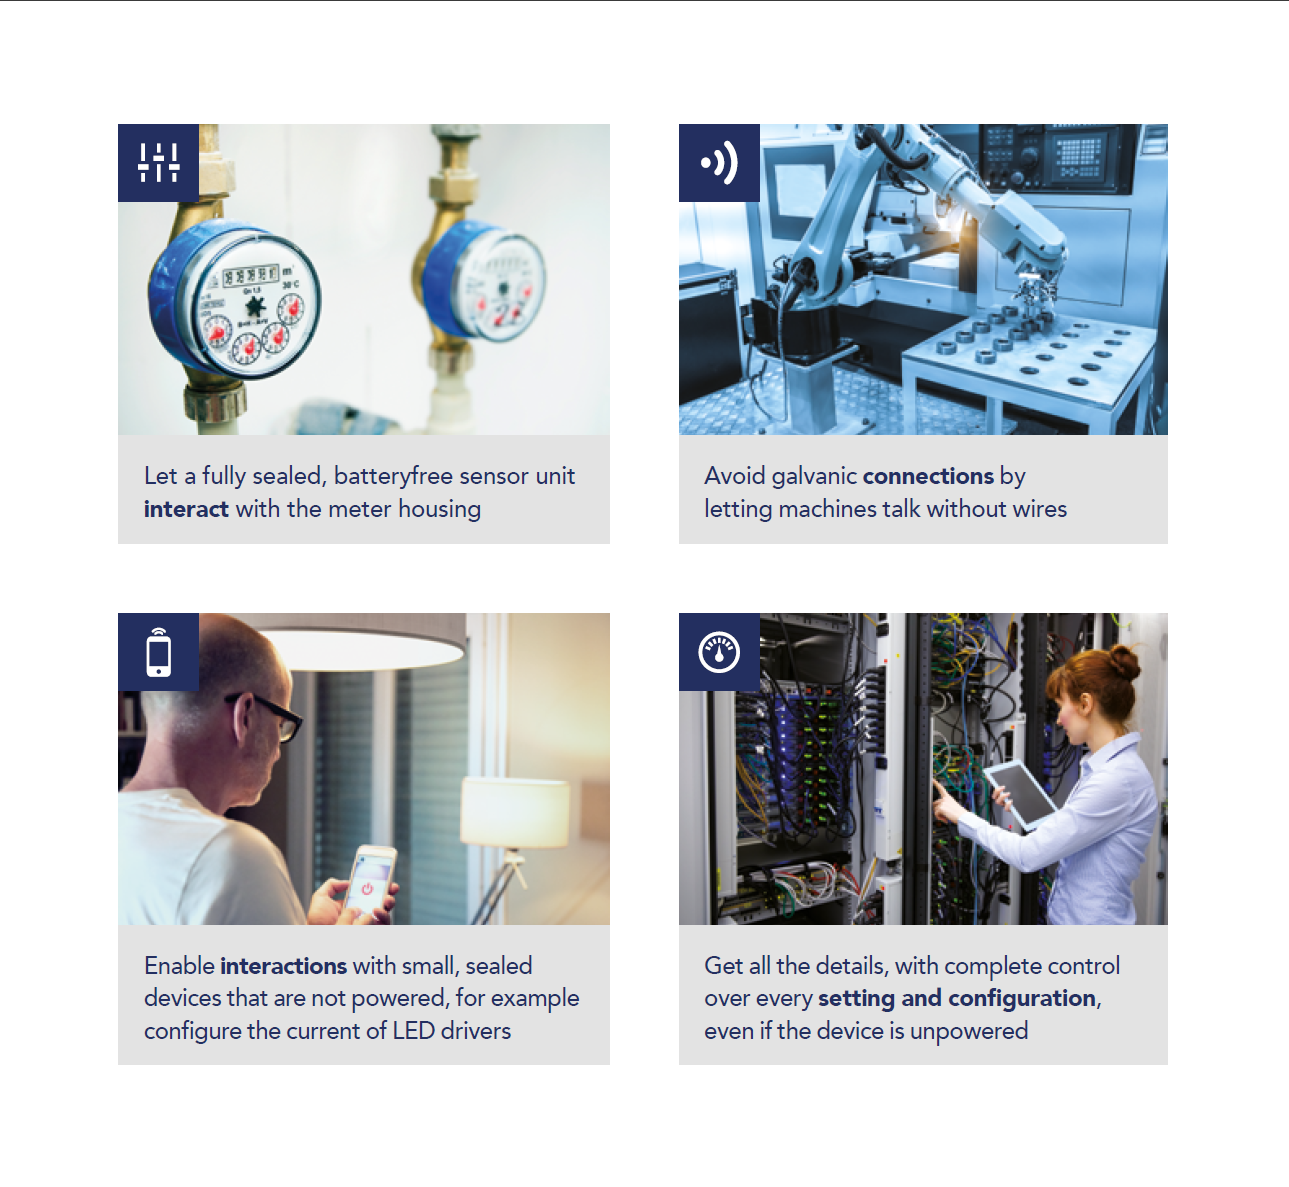 Let a fully sealed, batteryfree sensor unit
interact with the meter housing
Avoid galvanic connections by
letting machines talk without wires
Enable interactions with small, sealed
devices that are not powered, for example
configure the current of LED drivers
Get all the details, with complete control
over every setting and configuration,
even if the device is unpowered